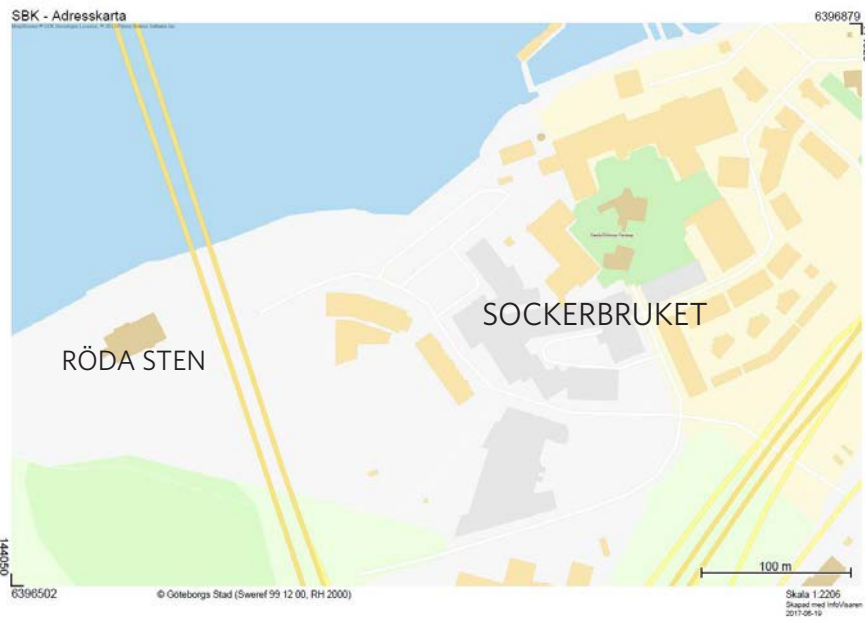 SBK - Adresskarta
6396879
SOCKERBRUKET
RÖDA STEN
100 m
144050
6396502
© Göteborgs Stad (Sweref 99 12 00, RH 2000)
Skala 1:2206
Skapad med InfoVisaren
2017-06-19